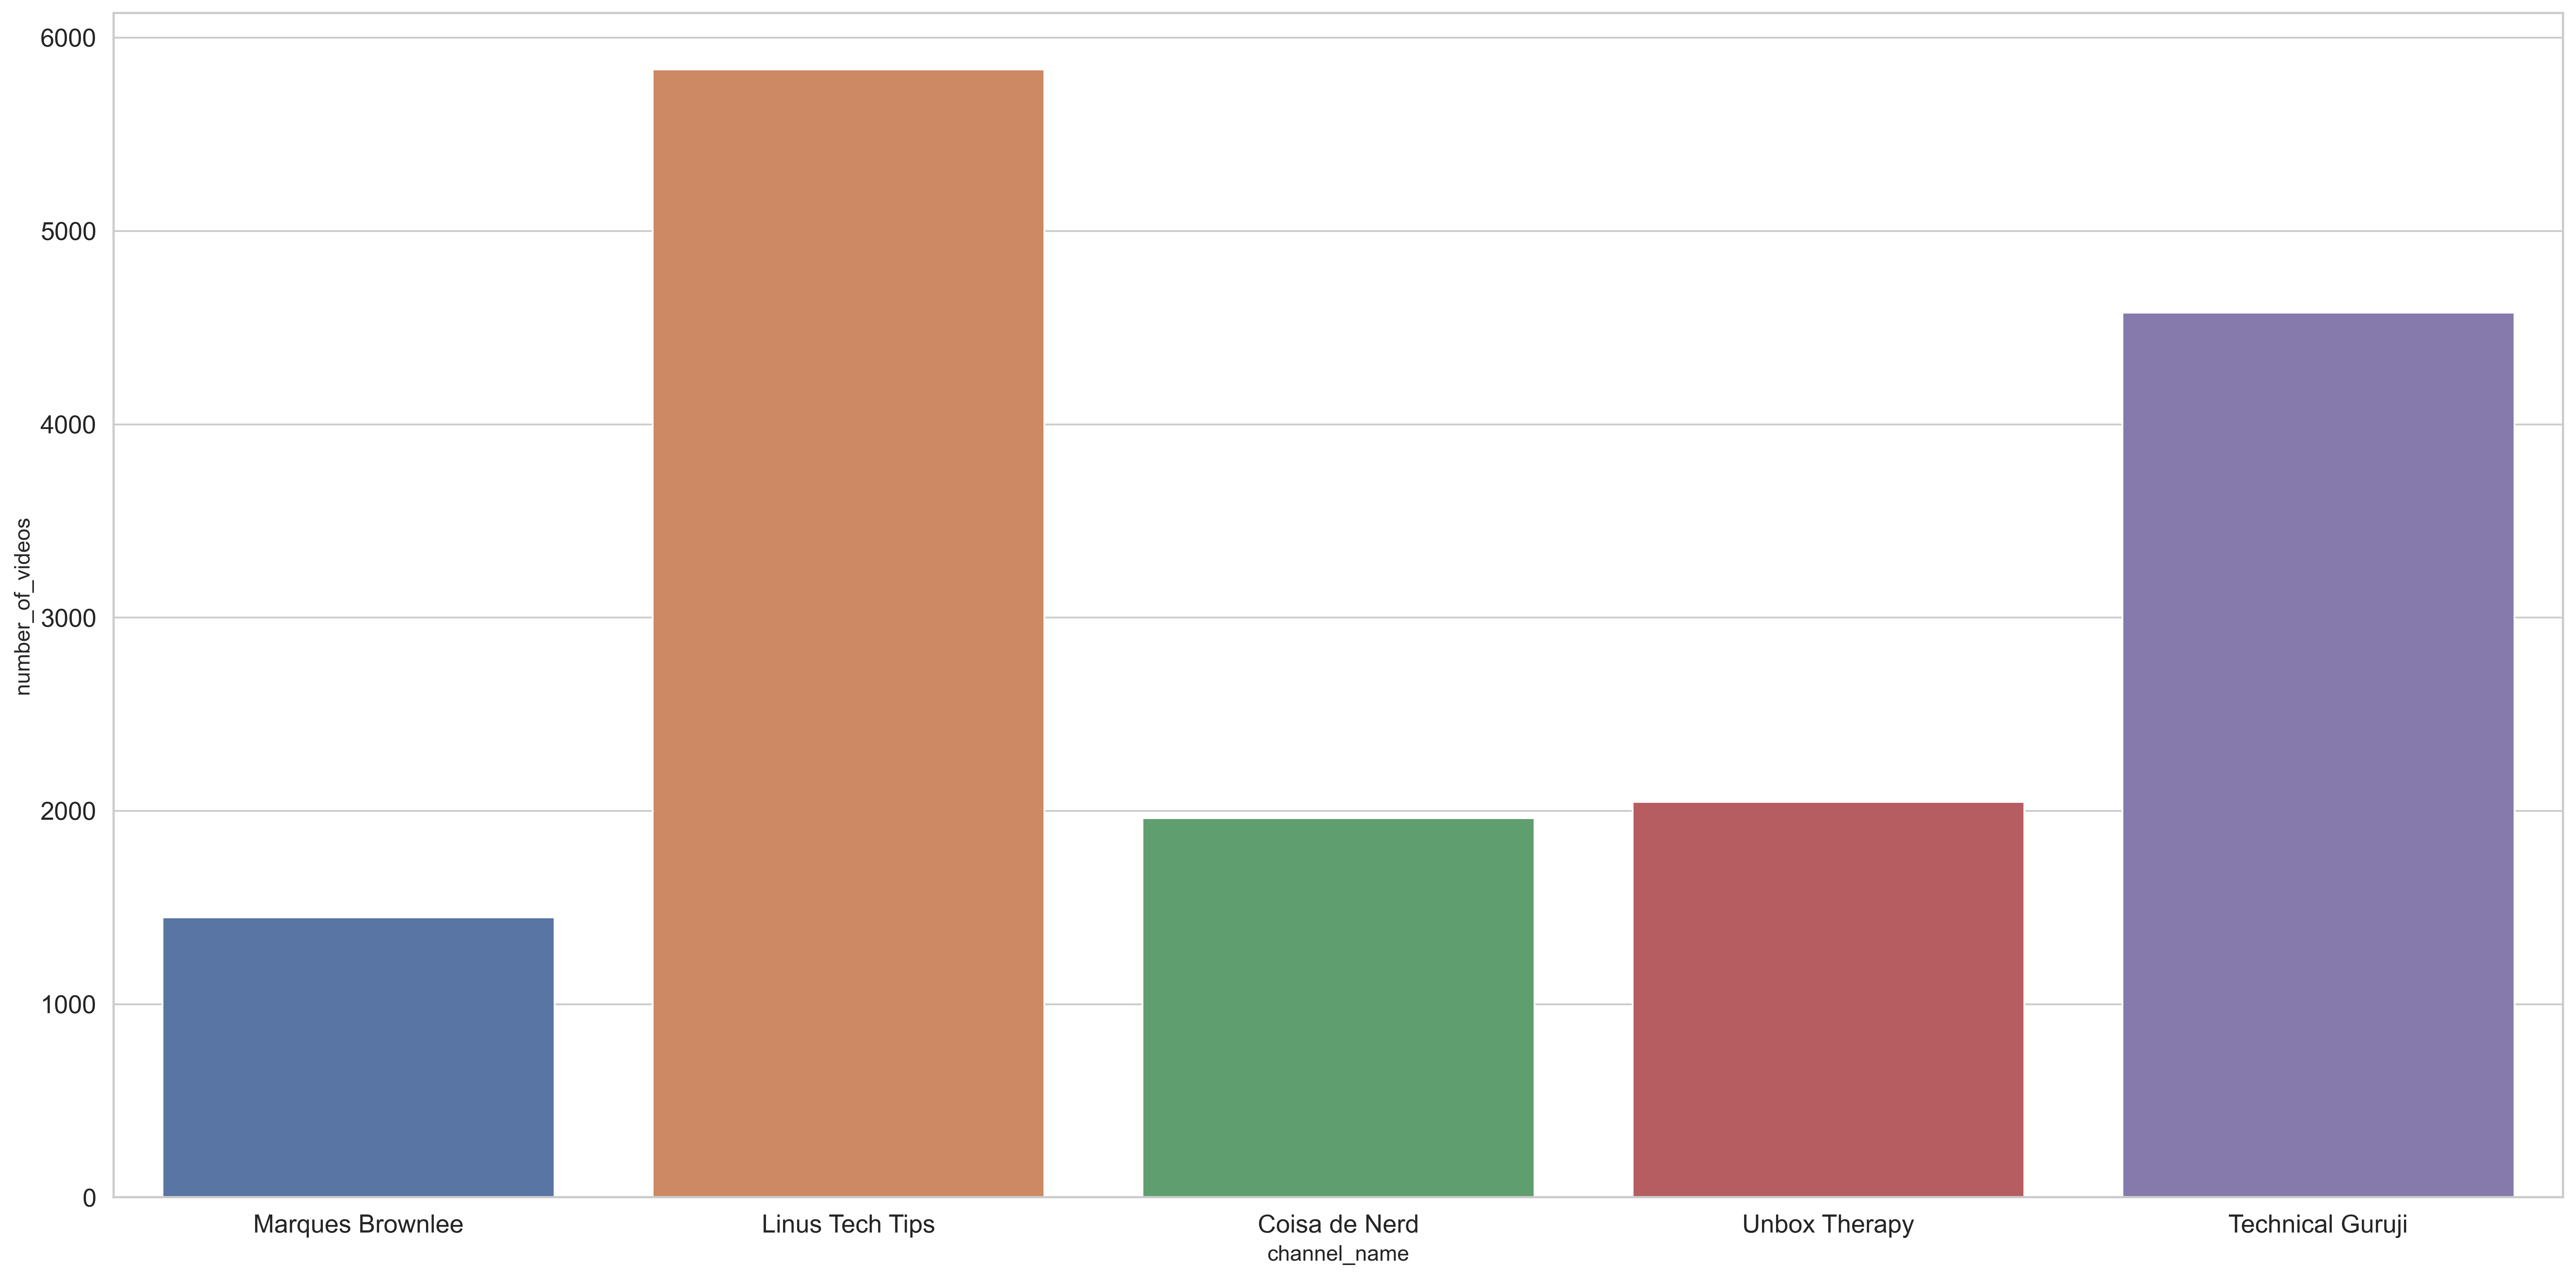 6000
5000
4000
3000
2000
1000
0
number_of_videos
Marques Brownlee
Linus Tech Tips
Coisa de Nerd
Unbox Therapy
Technical Guruji
channel_name